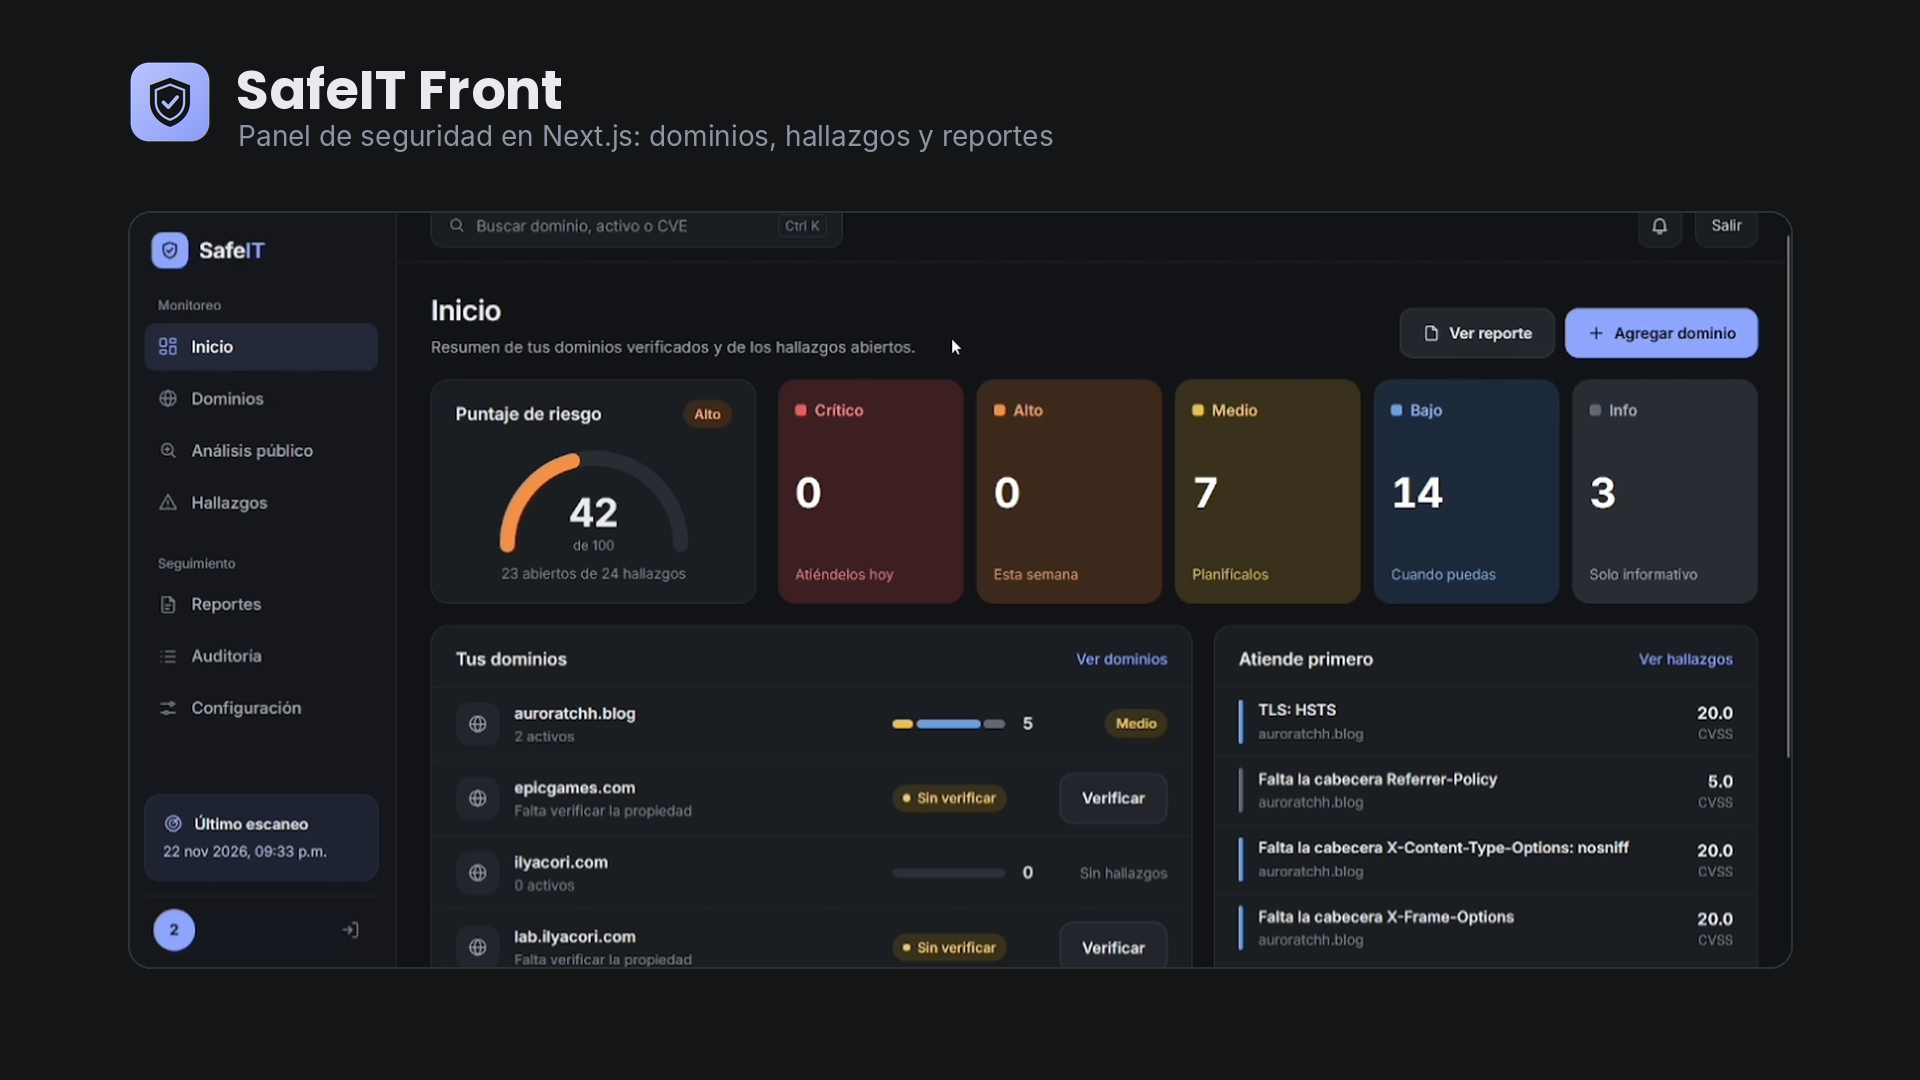 SafeIT Front
Panel de seguridad en Next.js: dominios, hallazgos y reportes
SafeIT
Monitoreo
Inicio
Dominios
Análisis público
Hallazgos
Seguimiento
Reportes
Auditoria
Configuración
Último escaneo
22 nov 2026, 09:33 p.m.
2
Buscar dominio, activo o CVE
Ctrl K
Salir
Inicio
Resumen de tus dominios verificados y de los hallazgos abiertos.
Ver reporte
+ Agregar dominio
Puntaje de riesgo
Alto
42
de 100
23 abiertos de 24 hallazgos
Crítico
0
Atiéndelos hoy
Alto
0
Esta semana
Medio
7
Planifícalos
Bajo
14
Cuando puedas
Info
3
Solo informativo
Tus dominios
Ver dominios
auroratchh.blog
2 activos
5
Medio
epicgames.com
Falta verificar la propiedad
Sin verificar
Verificar
ilyacori.com
0 activos
0
Sin hallazgos
lab.ilyacori.com
Falta verificar la propiedad
Sin verificar
Verificar
Atiende primero
Ver hallazgos
TLS: HSTS
auroratchh.blog
20.0
CVSS
Falta la cabecera Referrer-Policy
auroratchh.blog
5.0
CVSS
Falta la cabecera X-Content-Type-Options: nosniff
auroratchh.blog
20.0
CVSS
Falta la cabecera X-Frame-Options
auroratchh.blog
20.0
CVSS